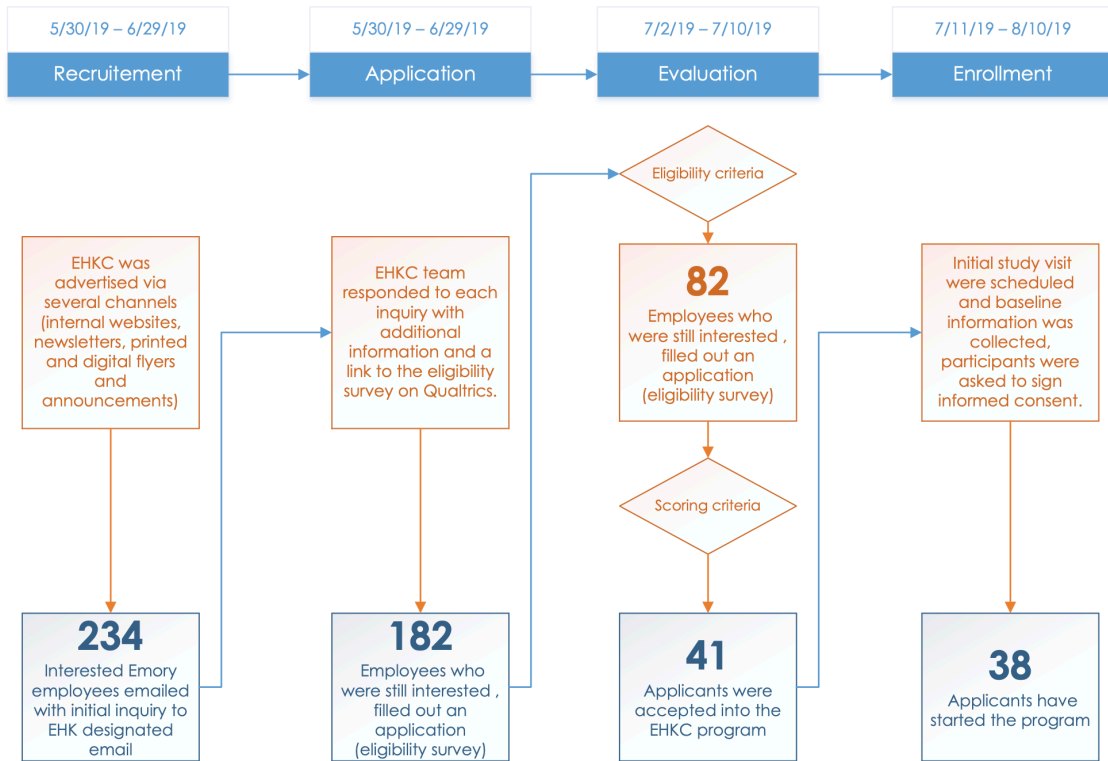 5/30/19 – 6/29/19
Recruitement
5/30/19 – 6/29/19
Application
7/2/19 – 7/10/19
Evaluation
7/11/19 – 8/10/19
Enrollment
EHKC was
advertised via
several channels
(internal websites,
newsletters, printed
and digital flyers
and
announcements)
234
Interested Emory
employees emailed
with initial inquiry to
EHK designated
email
EHKC team
responded to each
inquiry with
additional
information and a
link to the eligibility
survey on Qualtrics.
182
Employees who
were still interested ,
filled out an
application
(eligibility survey)
Eligibility criteria
82
Employees who
were still interested ,
filled out an
application
(eligibility survey)
Scoring criteria
41
Applicants were
accepted into the
EHKC program
Initial study visit
were scheduled
and baseline
information was
collected,
participants were
asked to sign
informed consent.
38
Applicants have
started the program